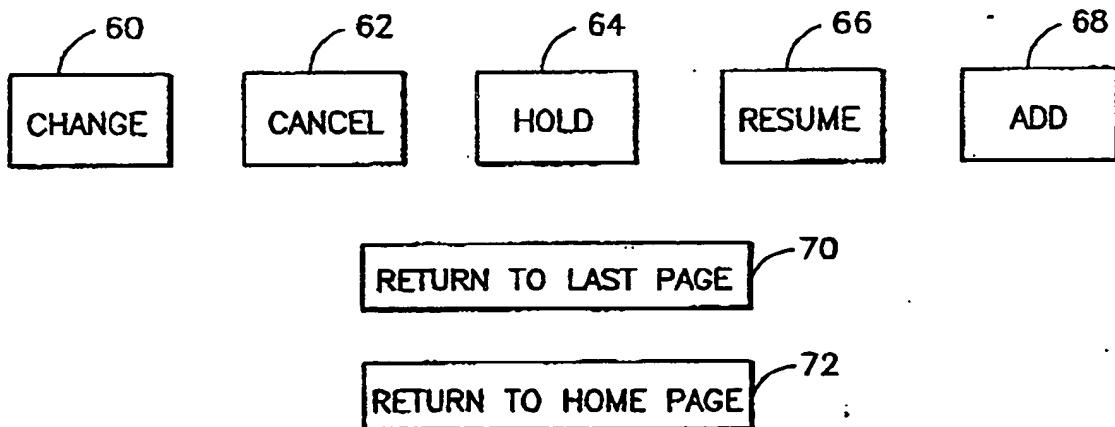 60 62 64 66 68
CHANGE CANCEL HOLD RESUME ADD
70
RETURN TO LAST PAGE
72
RETURN TO HOME PAGE